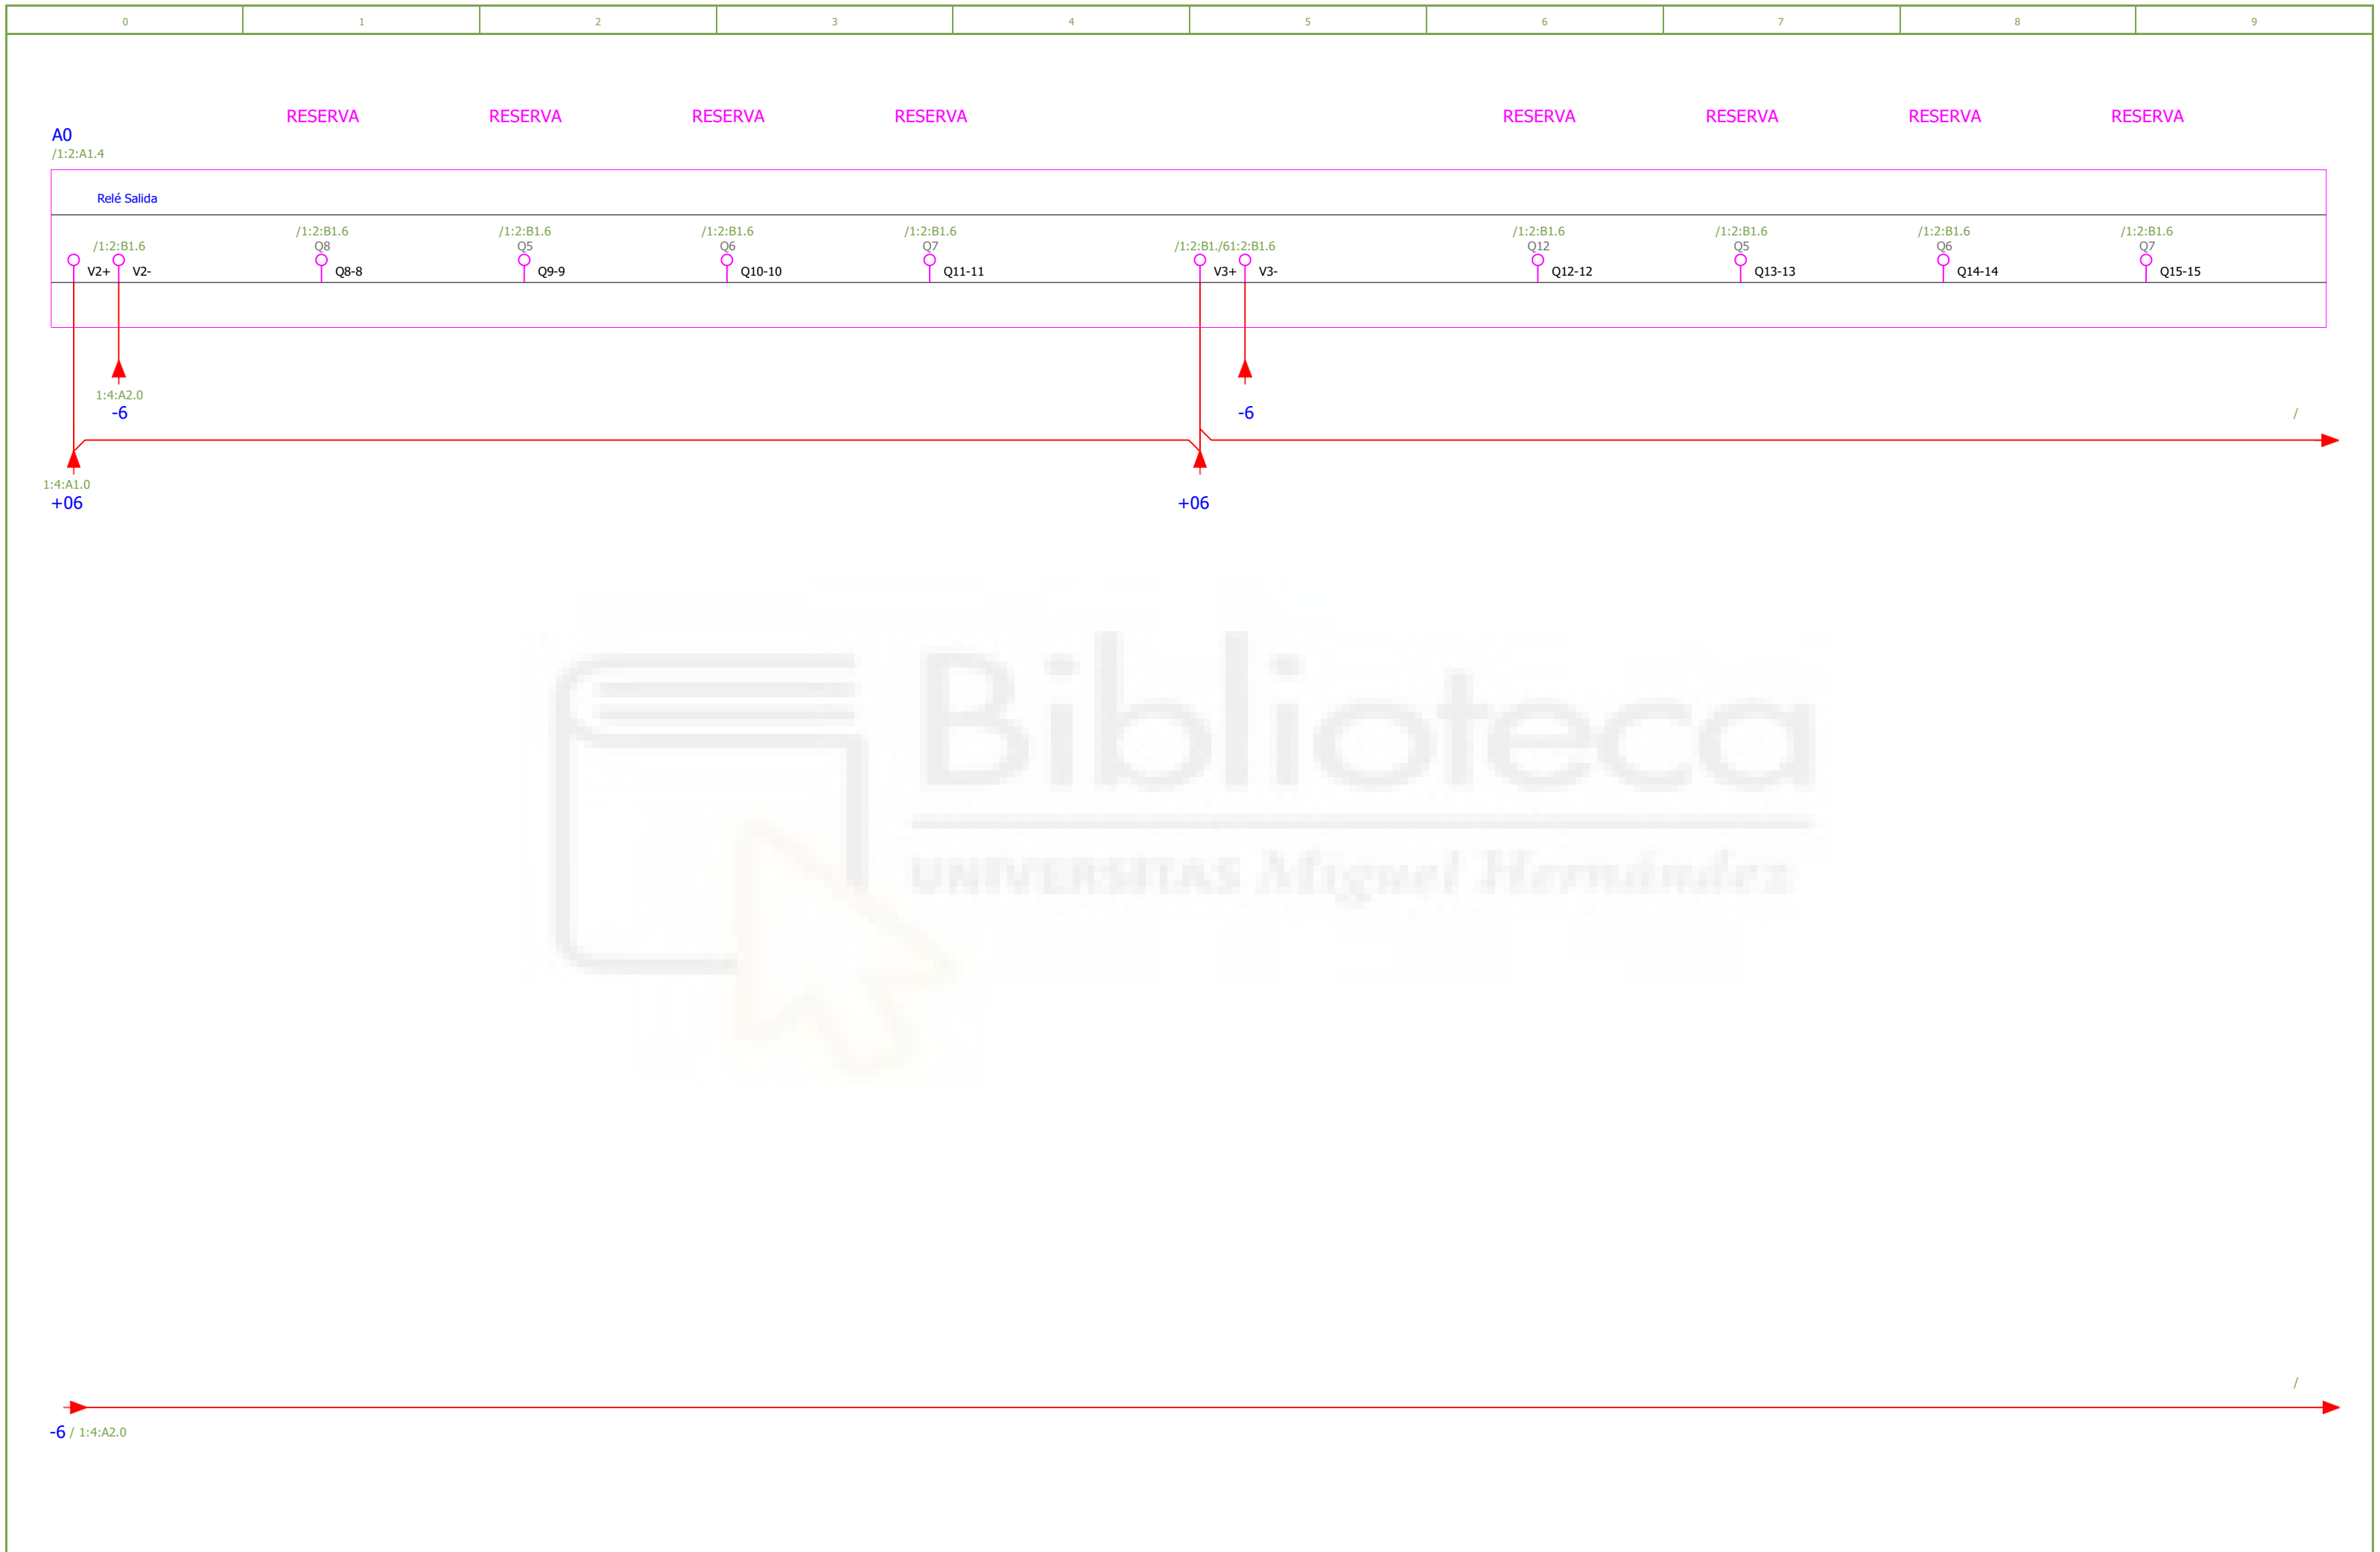 0 1 2 3 4 5 6 7 8 9
RESERVA RESERVA RESERVA RESERVA RESERVA RESERVA RESERVA RESERVA
A0
/1:2:A1.4
Relé Salida
/1:2:B1.6 /1:2:B1.6 /1:2:B1.6 /1:2:B1.6 /1:2:B1.6 /1:2:B1.6 /1:2:B1.6 /1:2:B1.6
/1:2:B1.6 Q8 Q5 Q6 Q7 /1:2:B1./61:2:B1.6 Q12 Q5 Q6 Q7
V2+ V2- Q8-8 Q9-9 Q10-10 Q11-11 V3+ V3- Q12-12 Q13-13 Q14-14 Q15-15
1:4:A2.0
-6 -6 /
1:4:A1.0
+06 +06
Biblioteca
UNIVERSITAS Miguel Hernández
/
-6 / 1:4:A2.0